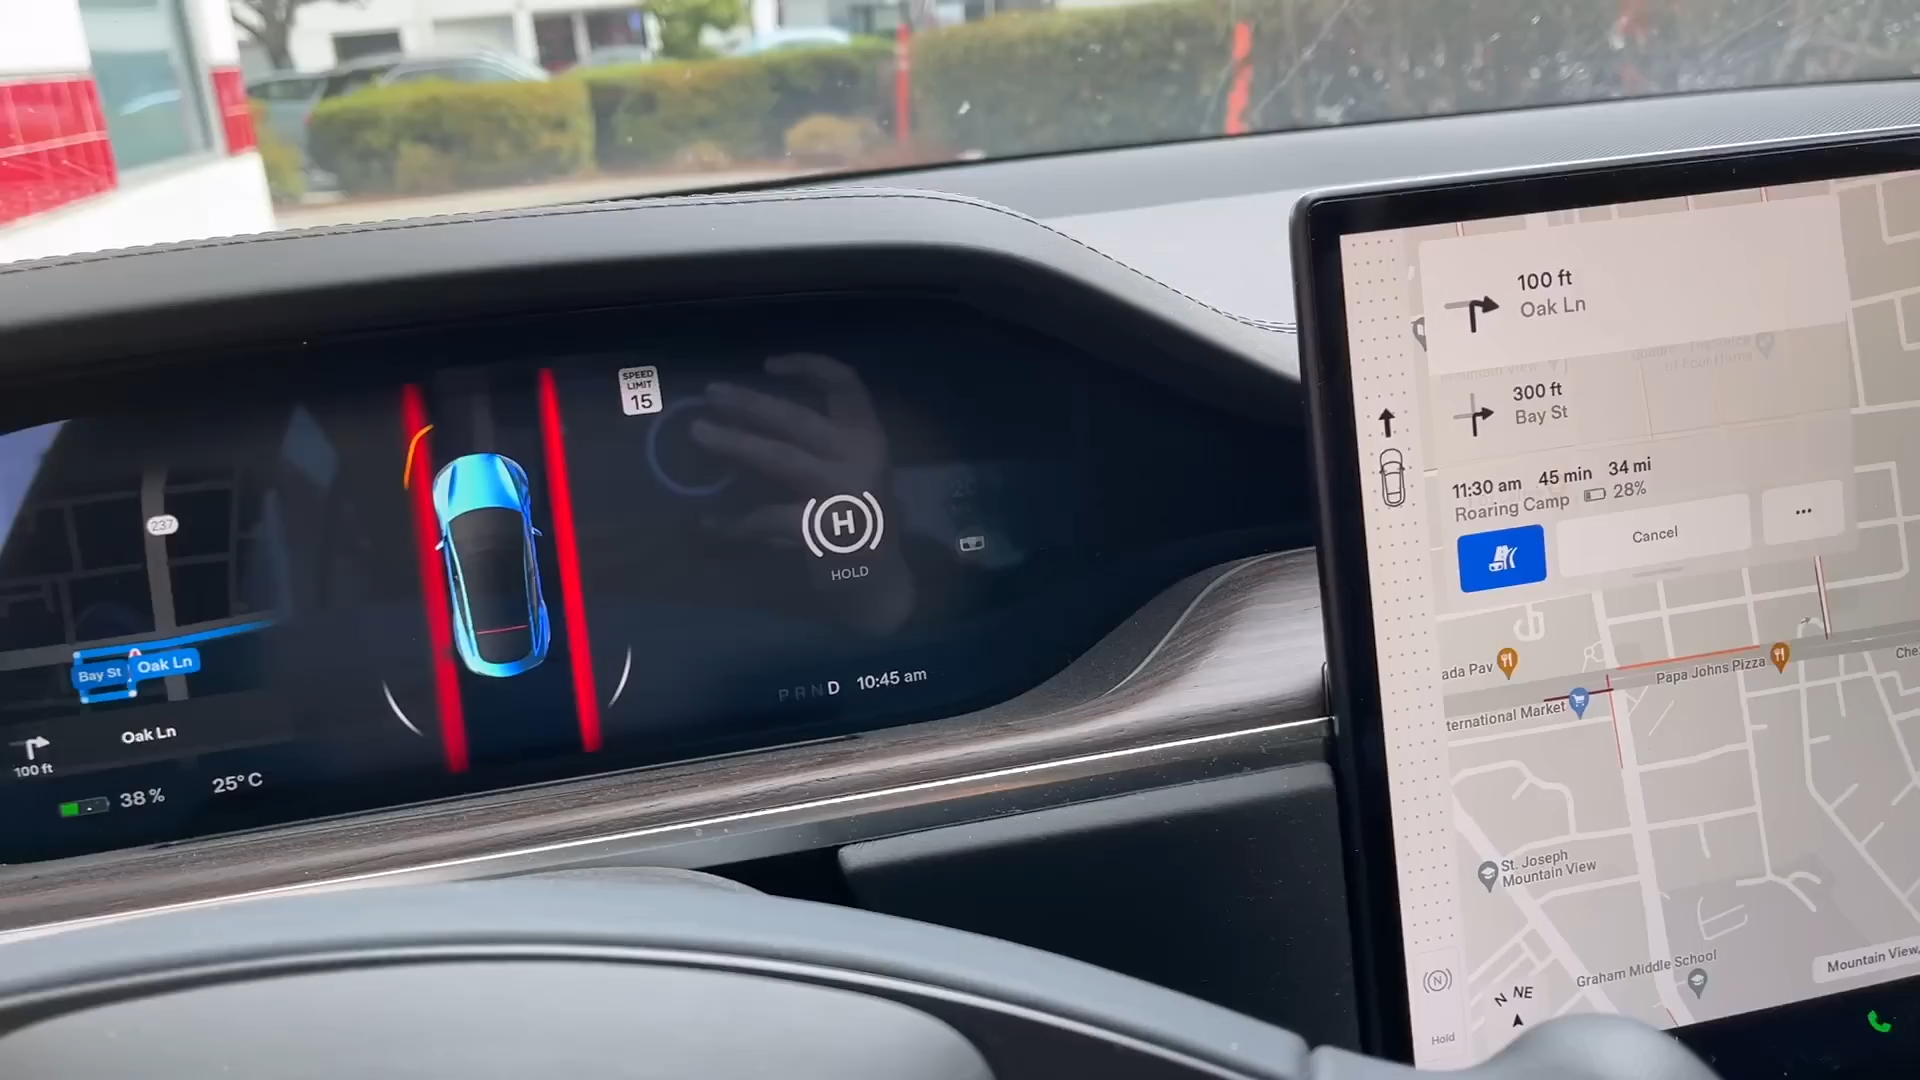 SPEED
LIMIT
15
237
Bay St
Oak Ln
Oak Ln
100 ft
38 %
25°C
H
HOLD
P R N D
10:45 am
100 ft
Oak Ln
300 ft
Bay St
11:30 am 45 min 34 mi
Roaring Camp 28%
Cancel
...
ada Pav
Papa Johns Pizza
Che
ternational Market
St. Joseph
Mountain View
Graham Middle School
Mountain View,
N NE
N
Hold